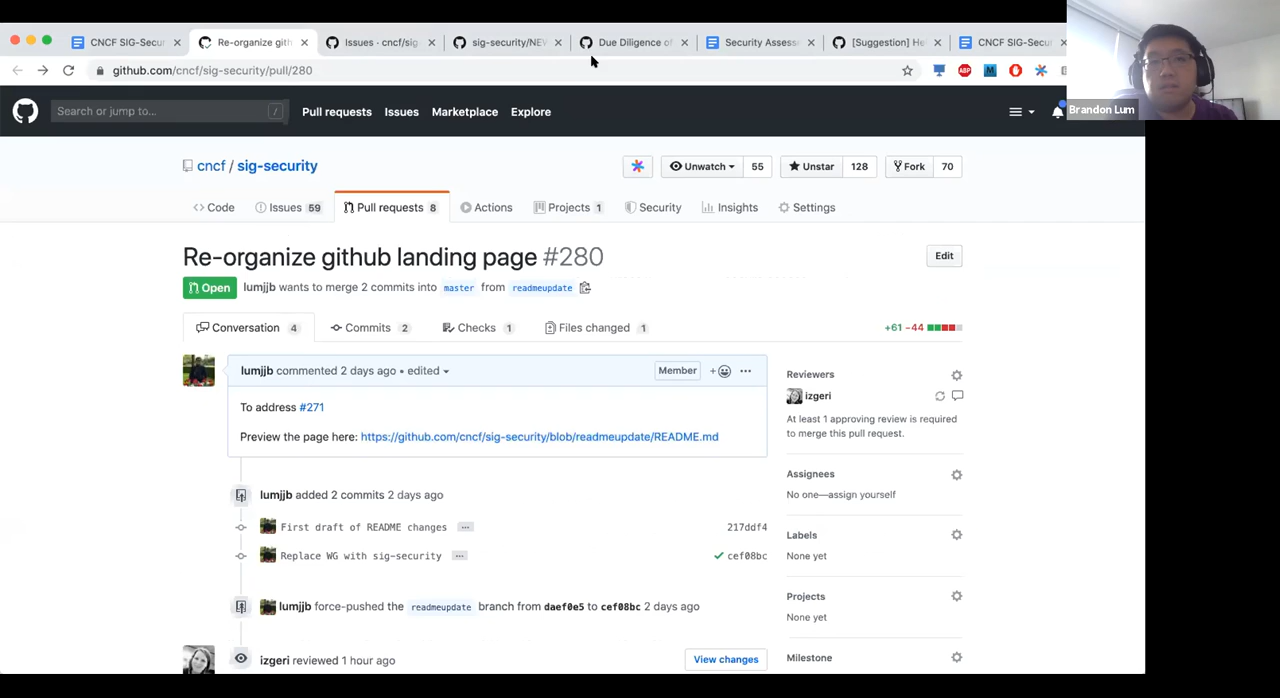 CNCF SIG-Secur
Re-organize gith
Issues · cncf/sig
sig-security/NEW
Due Diligence of
Security Assess
[Suggestion] He
CNCF SIG-Secur
github.com/cncf/sig-security/pull/280
ABP
M
Brandon Lum
Search or jump to...
/
Pull requests
Issues
Marketplace
Explore
cncf / sig-security
Unwatch
55
Unstar
128
Fork
70
Code
Issues 59
Pull requests 8
Actions
Projects 1
Security
Insights
Settings
Re-organize github landing page #280
Edit
Open
lumjjb wants to merge 2 commits into master from readmeupdate
Conversation 4
Commits 2
Checks 1
Files changed 1
+61 −44
lumjjb commented 2 days ago • edited
Member
To address #271
Preview the page here: https://github.com/cncf/sig-security/blob/readmeupdate/README.md
lumjjb added 2 commits 2 days ago
First draft of README changes ...
217ddf4
Replace WG with sig-security ...
cef08bc
lumjjb force-pushed the readmeupdate branch from daef0e5 to cef08bc 2 days ago
izgeri reviewed 1 hour ago
View changes
Reviewers
izgeri
At least 1 approving review is required
to merge this pull request.
Assignees
No one—assign yourself
Labels
None yet
Projects
None yet
Milestone